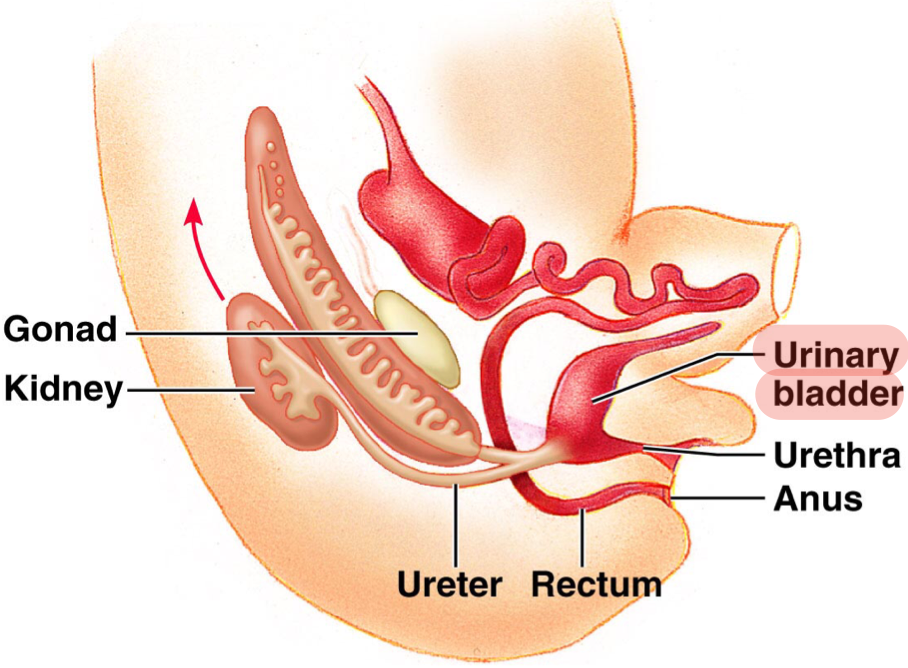 Gonad
Kidney
Urinary
bladder
Urethra
Anus
Ureter
Rectum